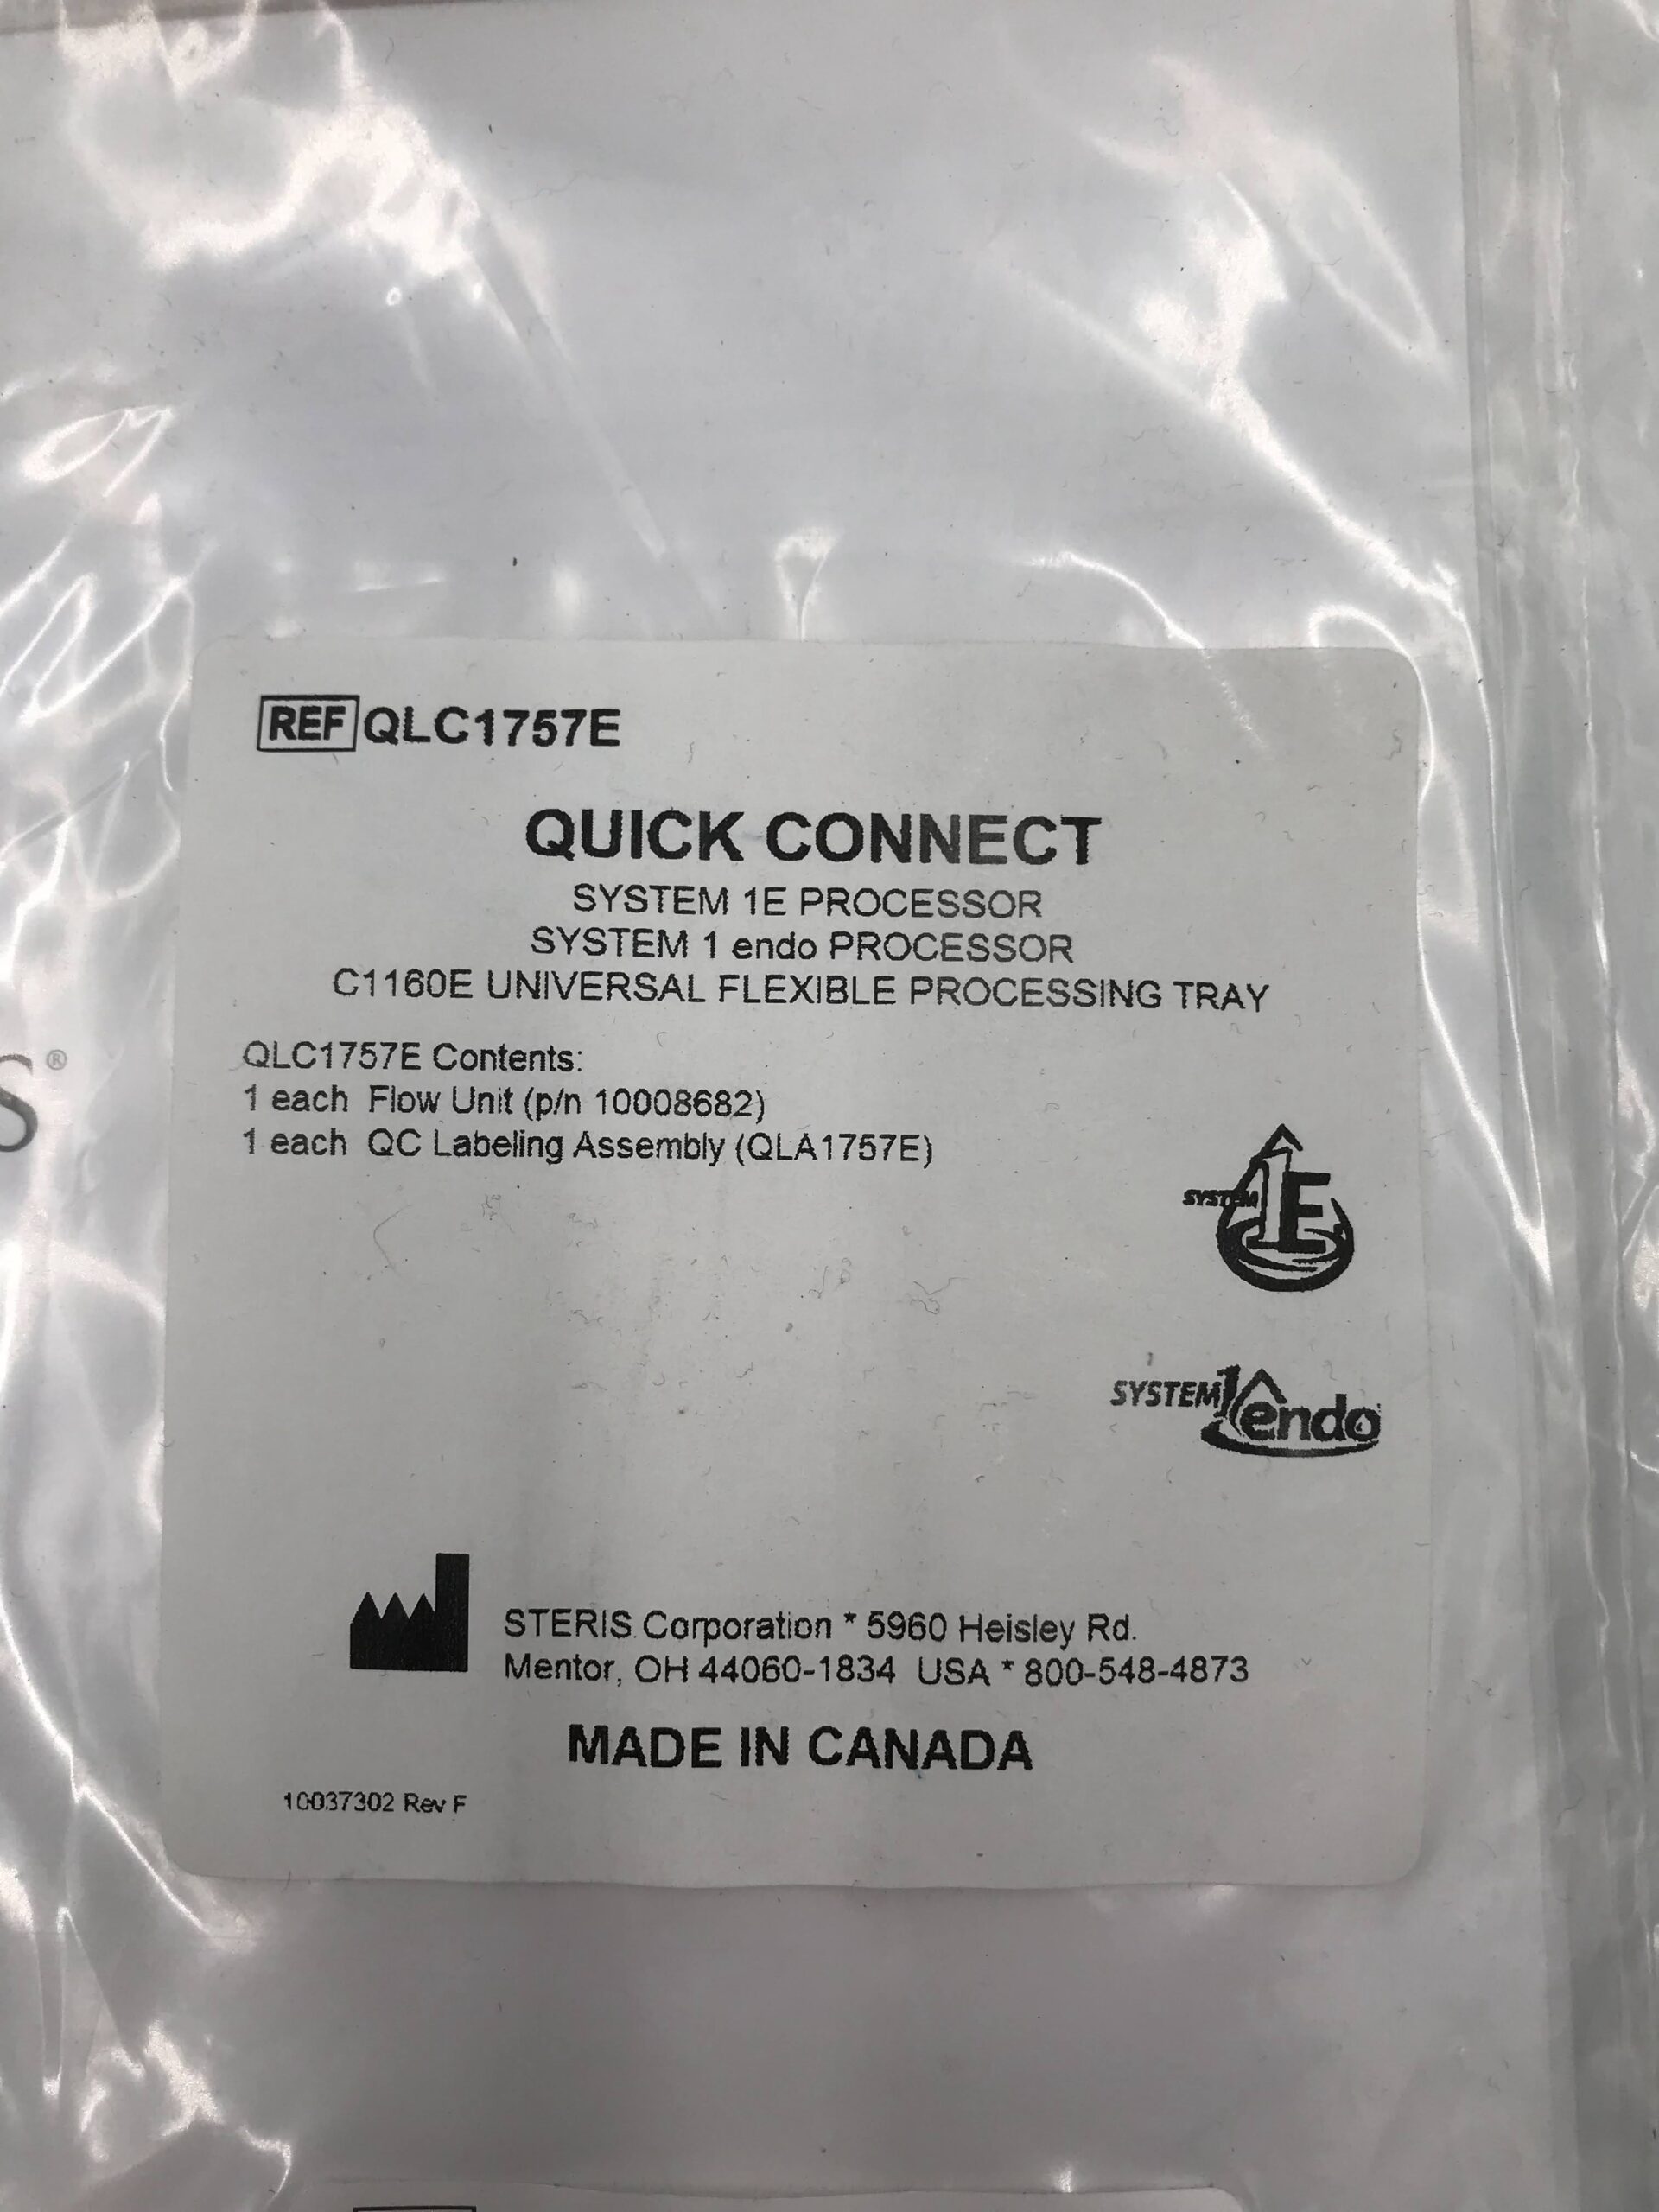 REF QLC1757E
QUICK CONNECT
SYSTEM 1E PROCESSOR
SYSTEM 1 endo PROCESSOR
C1160E UNIVERSAL FLEXIBLE PROCESSING TRAY
QLC1757E Contents:
1 each Flow Unit (p/n 10008682)
1 each QC Labeling Assembly (QLA1757E)
S®
SYSTEM 1E
SYSTEM 1 endo
STERIS Corporation * 5960 Heisley Rd.
Mentor, OH 44060-1834 USA * 800-548-4873
MADE IN CANADA
10037302 Rev F